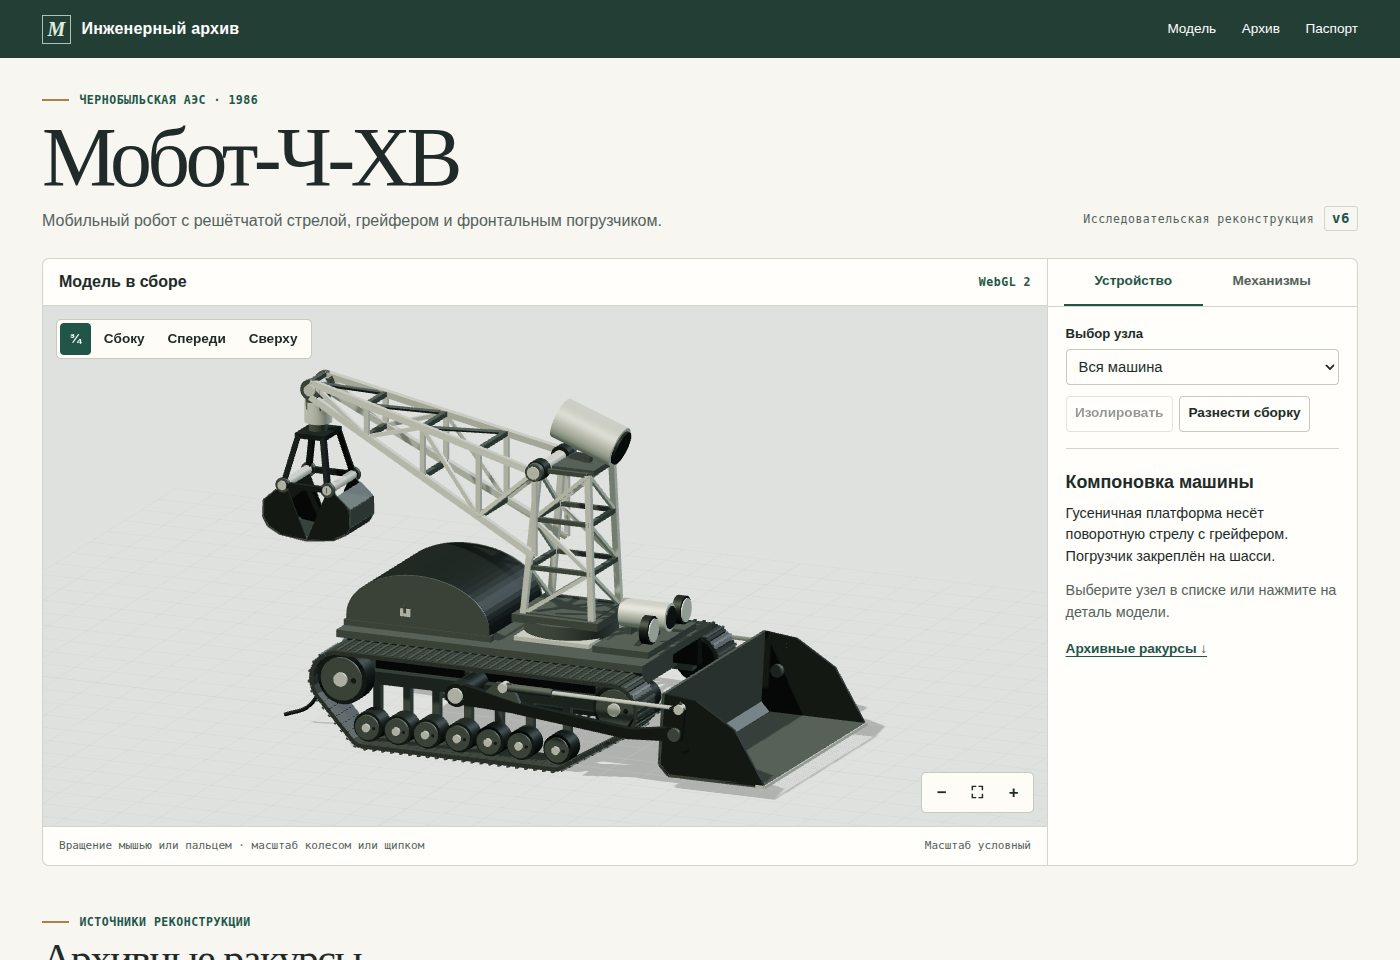 M Инженерный архив
Модель Архив Паспорт
ЧЕРНОБЫЛЬСКАЯ АЭС · 1986
Мобот-Ч-ХВ
Мобильный робот с решётчатой стрелой, грейфером и фронтальным погрузчиком.
Исследовательская реконструкция v6
Модель в сборе
WebGL 2
¾ Сбоку Спереди Сверху
− +
Вращение мышью или пальцем · масштаб колесом или щипком
Масштаб условный
Устройство Механизмы
Выбор узла
Вся машина
Изолировать Разнести сборку
Компоновка машины
Гусеничная платформа несёт
поворотную стрелу с грейфером.
Погрузчик закреплён на шасси.
Выберите узел в списке или нажмите на
деталь модели.
Архивные ракурсы ↓
ИСТОЧНИКИ РЕКОНСТРУКЦИИ
Архивные ракурсы